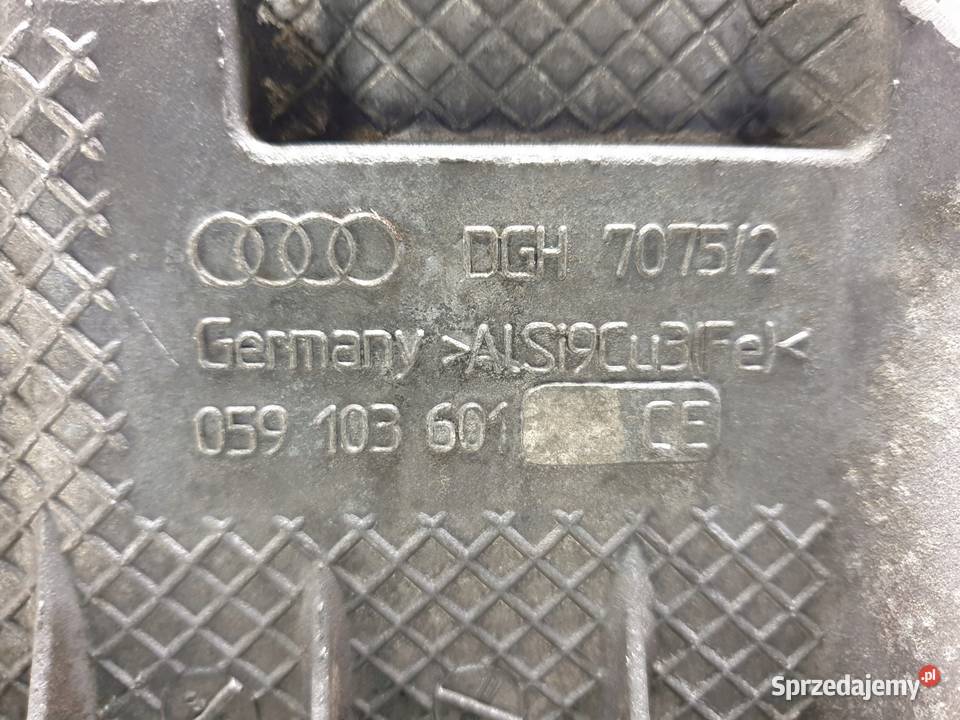 DGH 7075/2
Germany >AlSi9Cu3(Fe)<
059 103 601 CE
Sprzedajemy.pl